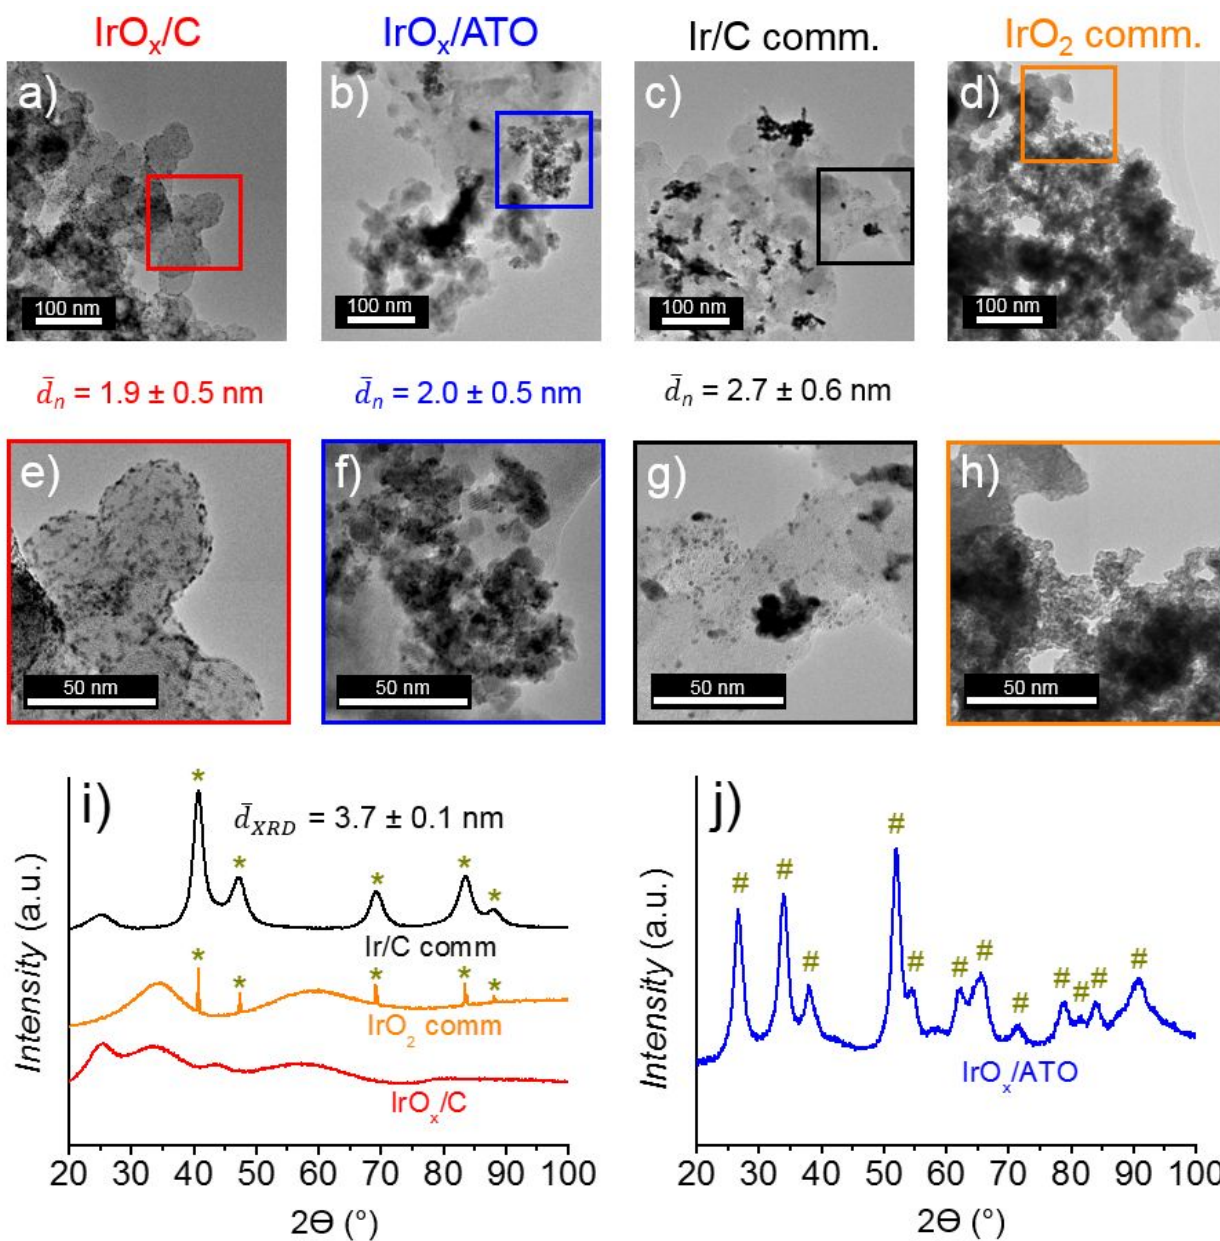 IrOx/C IrOx/ATO Ir/C comm. IrO2 comm.
a) b) c) d)
100 nm 100 nm 100 nm 100 nm
d̄n = 1.9 ± 0.5 nm d̄n = 2.0 ± 0.5 nm d̄n = 2.7 ± 0.6 nm
e) f) g) h)
50 nm 50 nm 50 nm 50 nm
i)
d̄XRD = 3.7 ± 0.1 nm
* * * * *
Ir/C comm
* * * * *
IrO2 comm
IrOx/C
Intensity (a.u.)
20 30 40 50 60 70 80 90 100
2Θ (°)
j)
# # # # # # # # # # #
IrOx/ATO
Intensity (a.u.)
20 30 40 50 60 70 80 90 100
2Θ (°)